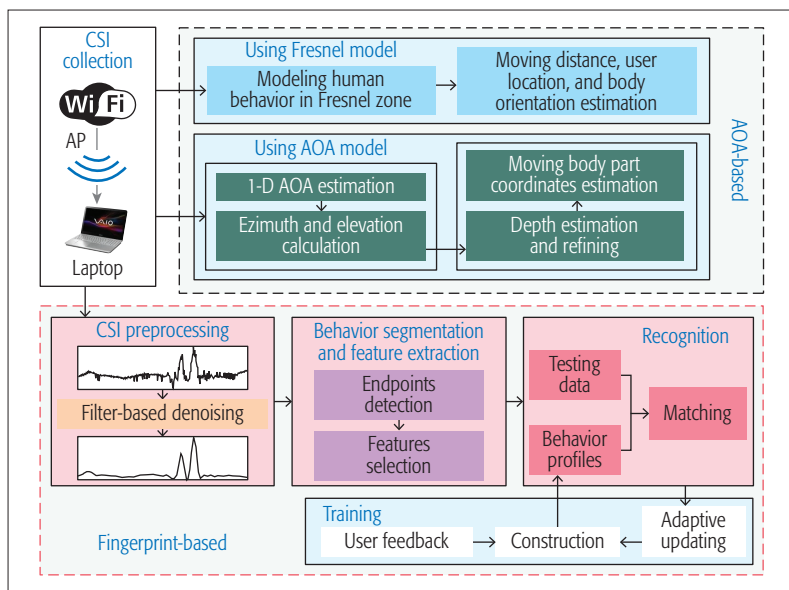 CSI
collection
WiFi
AP
VAIO
Laptop
Using Fresnel model
Modeling human
behavior in Fresnel zone
Moving distance, user
location, and body
orientation estimation
Using AOA model
1-D AOA estimation
Ezimuth and elevation
calculation
Moving body part
coordinates estimation
Depth estimation
and refining
AOA-based
CSI preprocessing
Filter-based denoising
Behavior segmentation
and feature extraction
Endpoints
detection
Features
selection
Recognition
Testing
data
Behavior
profiles
Matching
Training
User feedback
Construction
Adaptive
updating
Fingerprint-based